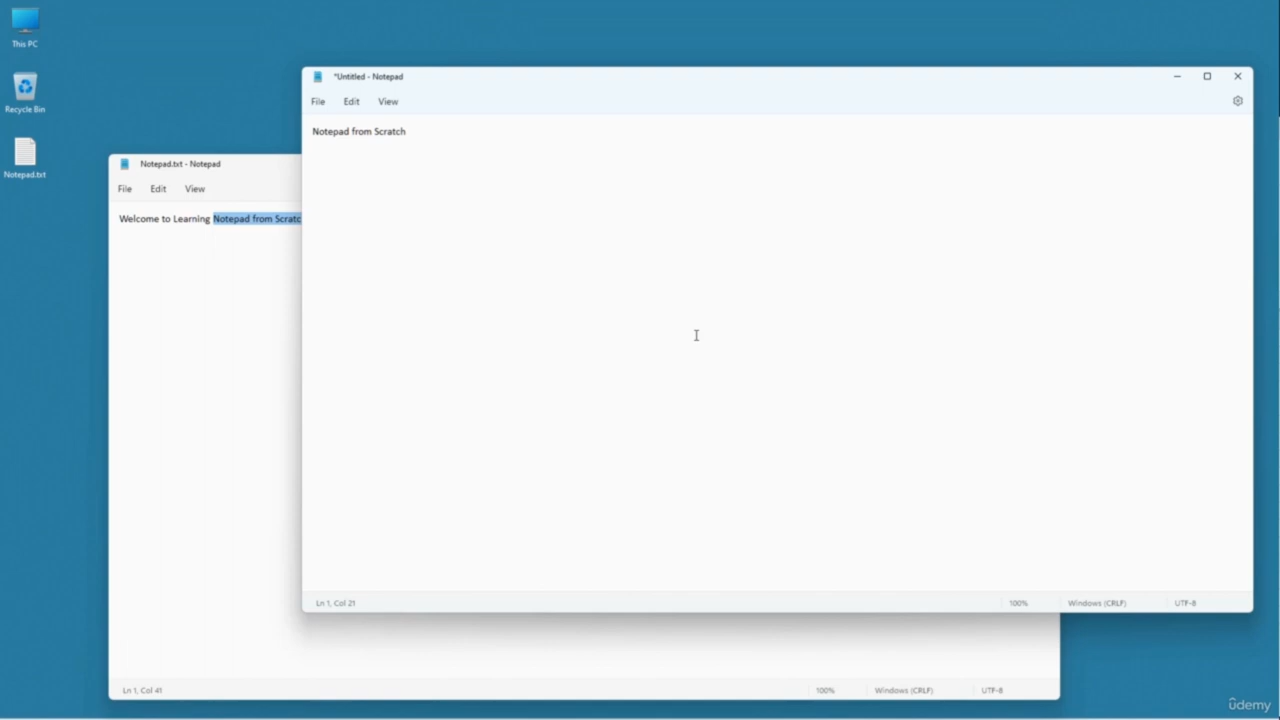 This PC
Recycle Bin
Notepad.txt
*Untitled - Notepad
File Edit View
Notepad from Scratch
Ln 1, Col 21 100% Windows (CRLF) UTF-8
Notepad.txt - Notepad
File Edit View
Welcome to Learning Notepad from Scratc
Ln 1, Col 41 100% Windows (CRLF) UTF-8
ûdemy